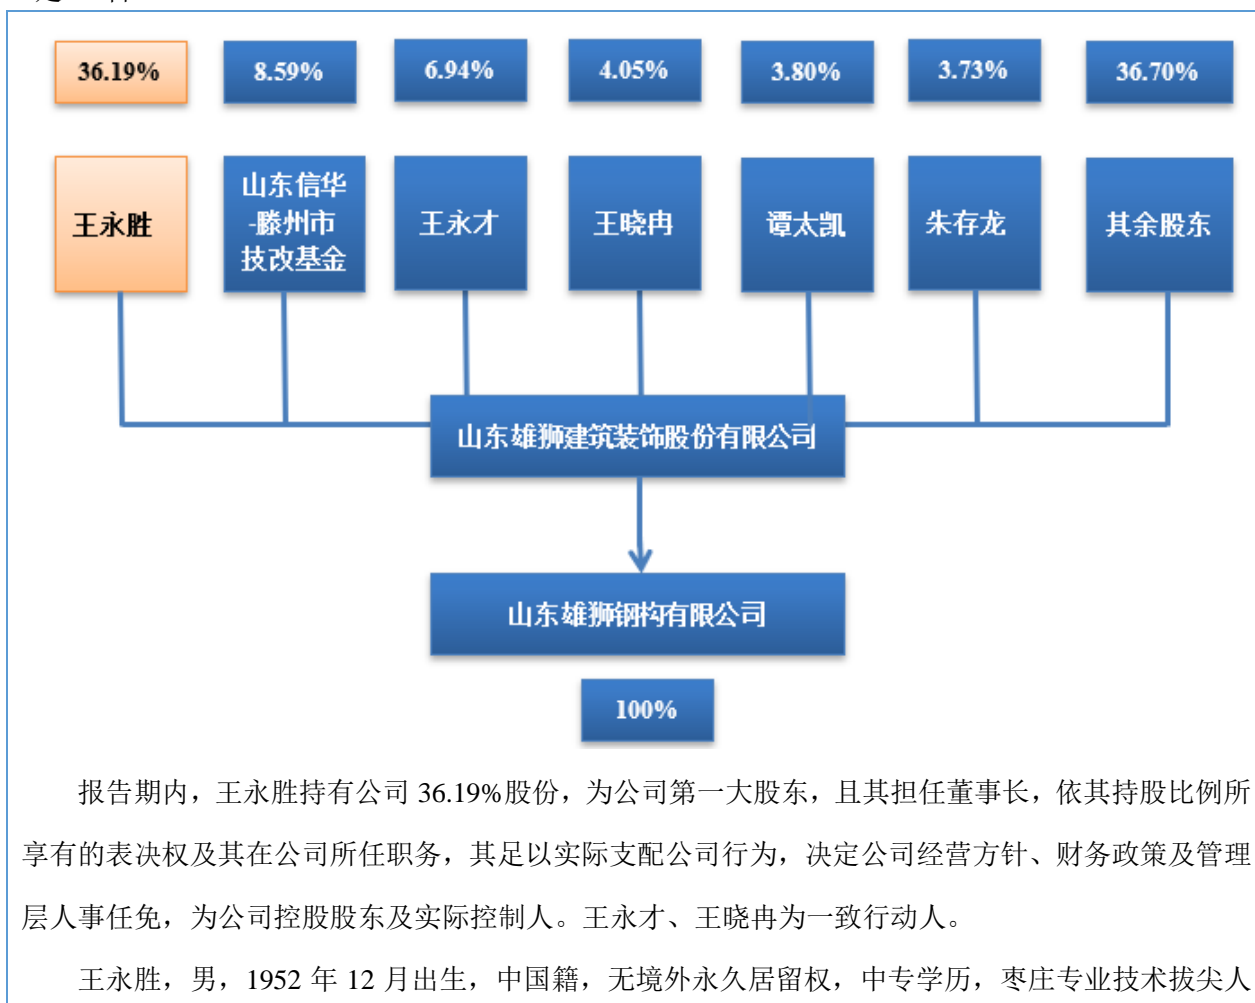 36.19%
8.59%
6.94%
4.05%
3.80%
3.73%
36.70%
王永胜
山东信华
-滕州市
技改基金
王永才
王晓冉
谭太凯
朱存龙
其余股东
山东雄狮建筑装饰股份有限公司
山东雄狮钢构有限公司
100%
报告期内，王永胜持有公司 36.19%股份，为公司第一大股东，且其担任董事长，依其持股比例所
享有的表决权及其在公司所任职务，其足以实际支配公司行为，决定公司经营方针、财务政策及管理
层人事任免，为公司控股股东及实际控制人。王永才、王晓冉为一致行动人。
王永胜，男，1952 年 12 月出生，中国籍，无境外永久居留权，中专学历，枣庄专业技术拔尖人